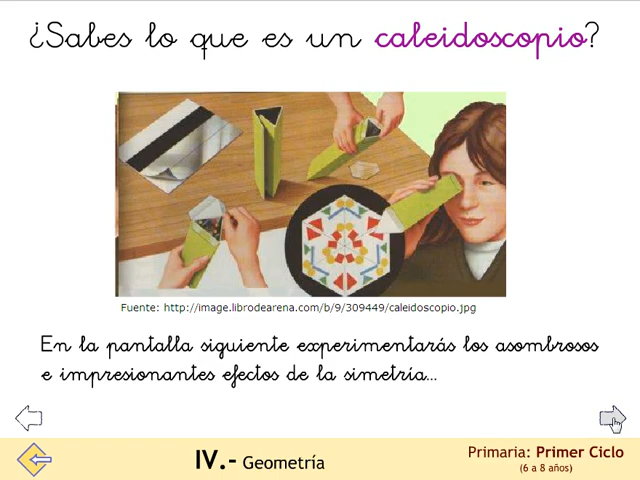 ¿Sabes lo que es un caleidoscopio?
Fuente: http://image.librodearena.com/b/9/309449/caleidoscopio.jpg
En la pantalla siguiente experimentarás los asombrosos
e impresionantes efectos de la simetría...
IV.- Geometría
Primaria: Primer Ciclo
(6 a 8 años)